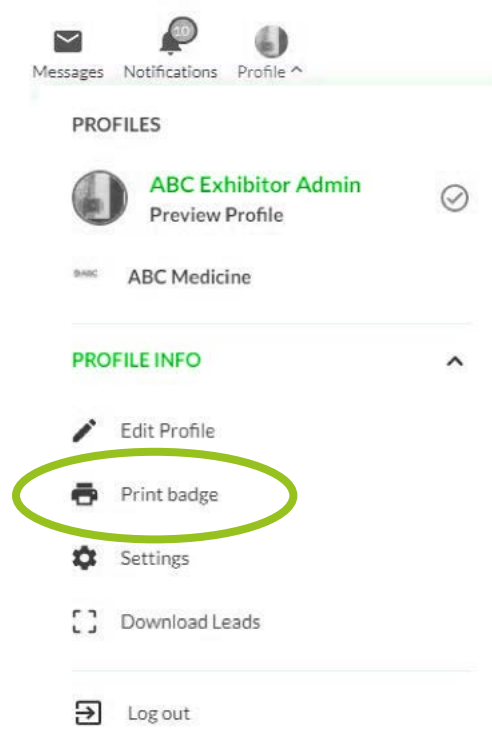 10
Messages Notifications Profile
PROFILES
ABC Exhibitor Admin
Preview Profile
ABC Medicine
PROFILE INFO
Edit Profile
Print badge
Settings
Download Leads
Log out